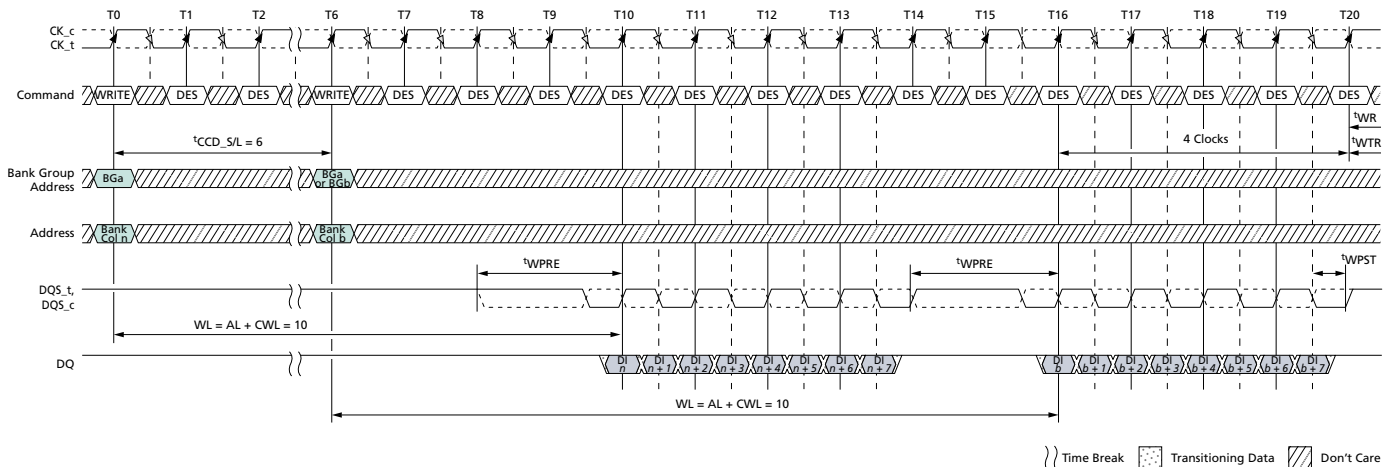 T0 T1 T2 T6 T7 T8 T9 T10 T11 T12 T13 T14 T15 T16 T17 T18 T19 T20
CK_c
CK_t
Command WRITE DES DES WRITE DES DES DES DES DES DES DES DES DES DES DES DES DES DES
tWR
tCCD_S/L = 6 4 Clocks tWTR
Bank Group Address BGa BGa or BGb
Address Bank Col n Bank Col b
tWPRE tWPRE tWPST
DQS_t, DQS_c
WL = AL + CWL = 10
DQ DI n DI n + 1 DI n + 2 DI n + 3 DI n + 4 DI n + 5 DI n + 6 DI n + 7 DI b DI b + 1 DI b + 2 DI b + 3 DI b + 4 DI b + 5 DI b + 6 DI b + 7
WL = AL + CWL = 10
Time Break Transitioning Data Don't Care